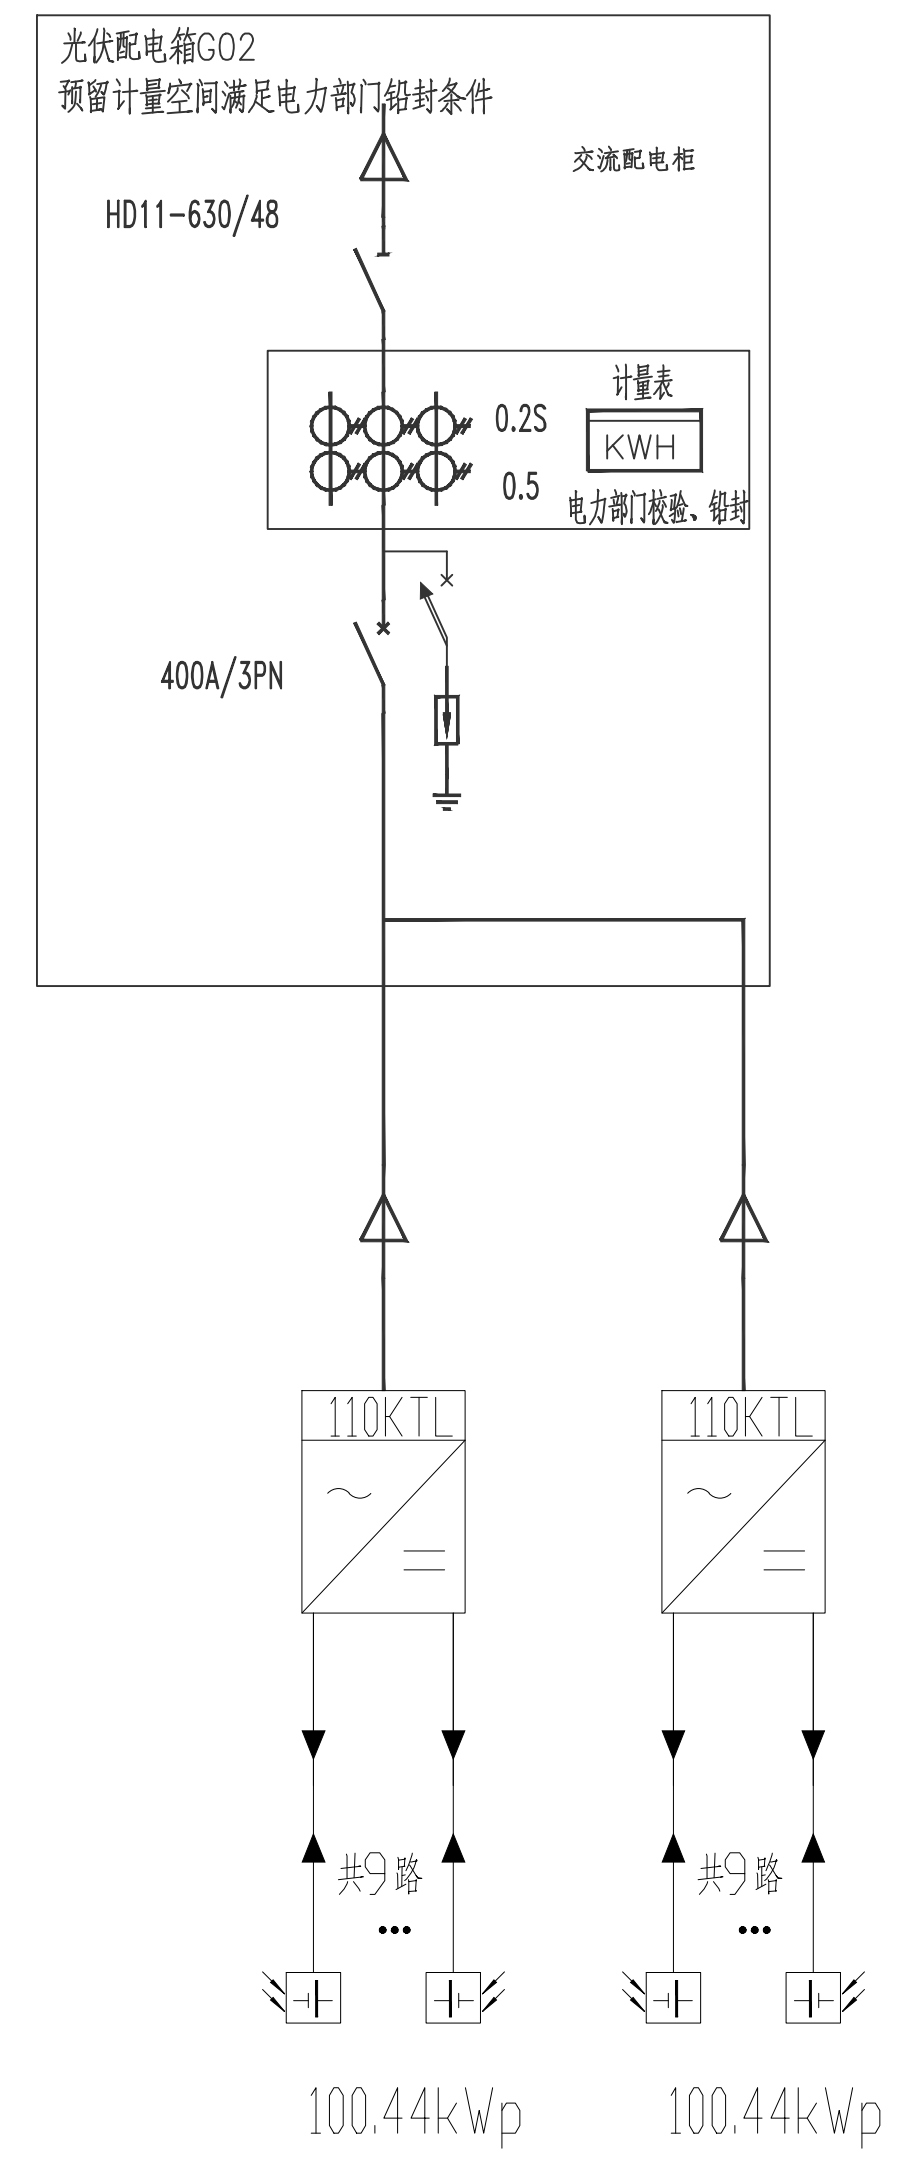 光伏配电箱G02
预留计量空间满足电力部门铅封条件
交流配电柜
HD11-630/48
计量表
0.2S
KWH
0.5
电力部门校验、铅封
400A/3PN
110KTL
110KTL
共9路
共9路
100.44kWp
100.44kWp